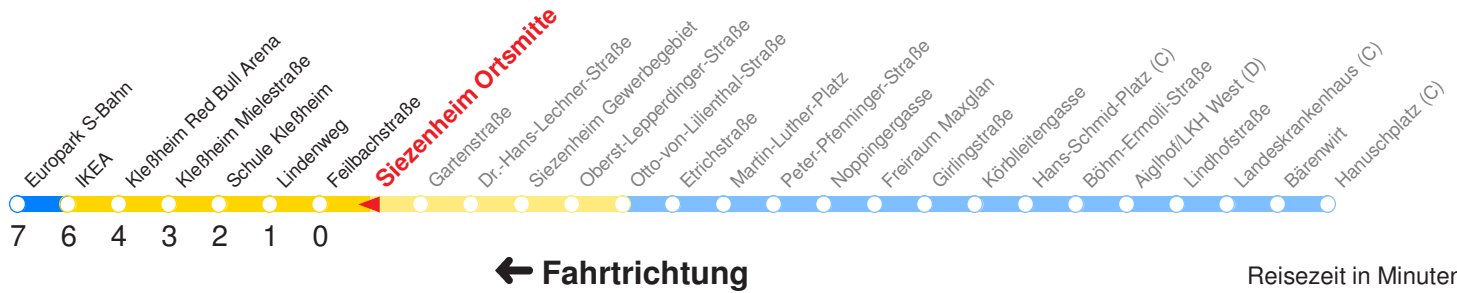 Europark S-Bahn
IKEA
Kleßheim Red Bull Arena
Kleßheim Mielestraße
Schule Kleßheim
Lindenweg
Feilbachstraße
Siezenheim Ortsmitte
Gartenstraße
Dr.-Hans-Lechner-Straße
Siezenheim Gewerbegebiet
Oberst-Lepperdinger-Straße
Otto-von-Lilienthal-Straße
Etrichstraße
Martin-Luther-Platz
Peter-Pfenninger-Straße
Noppingergasse
Freiraum Maxglan
Girlingstraße
Körblleitengasse
Hans-Schmid-Platz (C)
Böhm-Ermolli-Straße
Aiglhof/LKH West (D)
Lindhofstraße
Landeskrankenhaus (C)
Bärenwirt
Hanuschplatz (C)
7 6 4 3 2 1 0
Fahrtrichtung
Reisezeit in Minuten